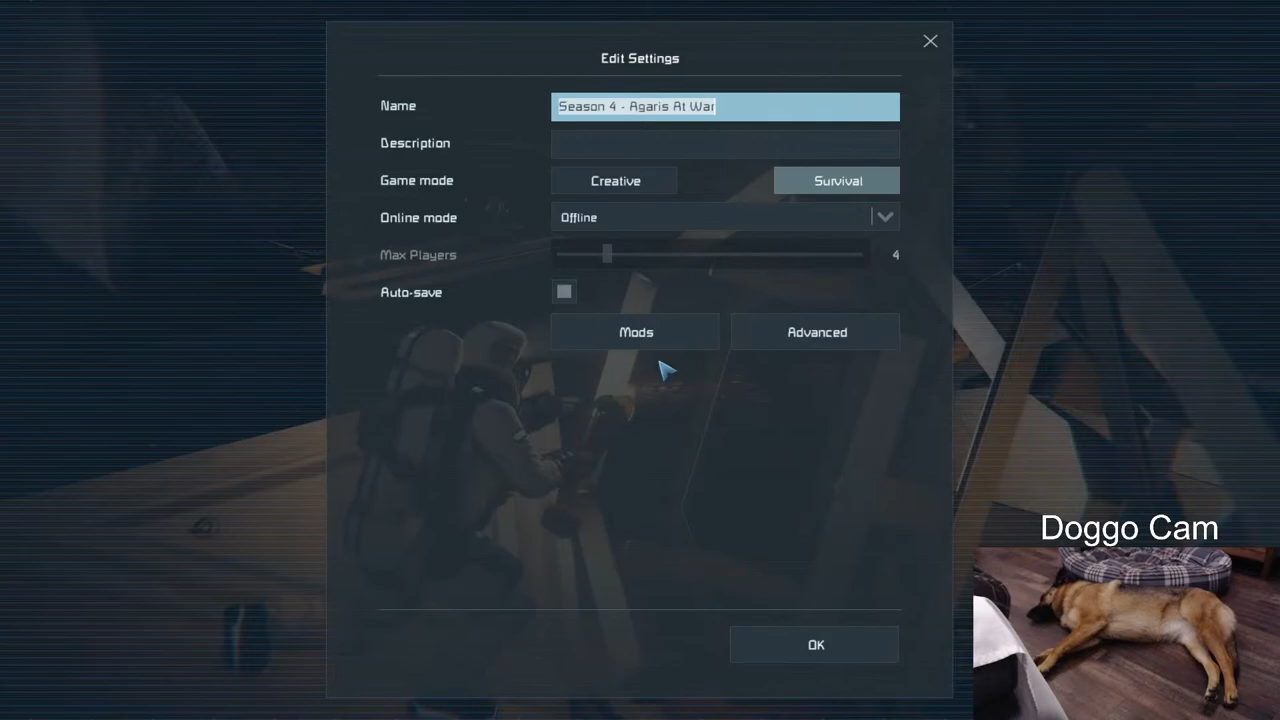 Edit Settings
Name
Season 4 - Agaris At War
Description
Game mode
Creative
Survival
Online mode
Offline
Max Players
4
Auto-save
Mods
Advanced
OK
Doggo Cam